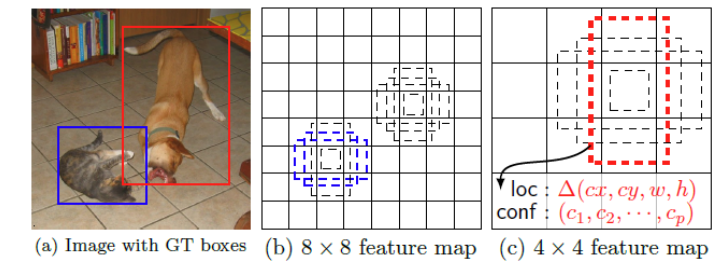 loc : Δ(cx, cy, w, h)
conf : (c₁, c₂, ⋯, cₚ)
(a) Image with GT boxes
(b) 8 × 8 feature map
(c) 4 × 4 feature map